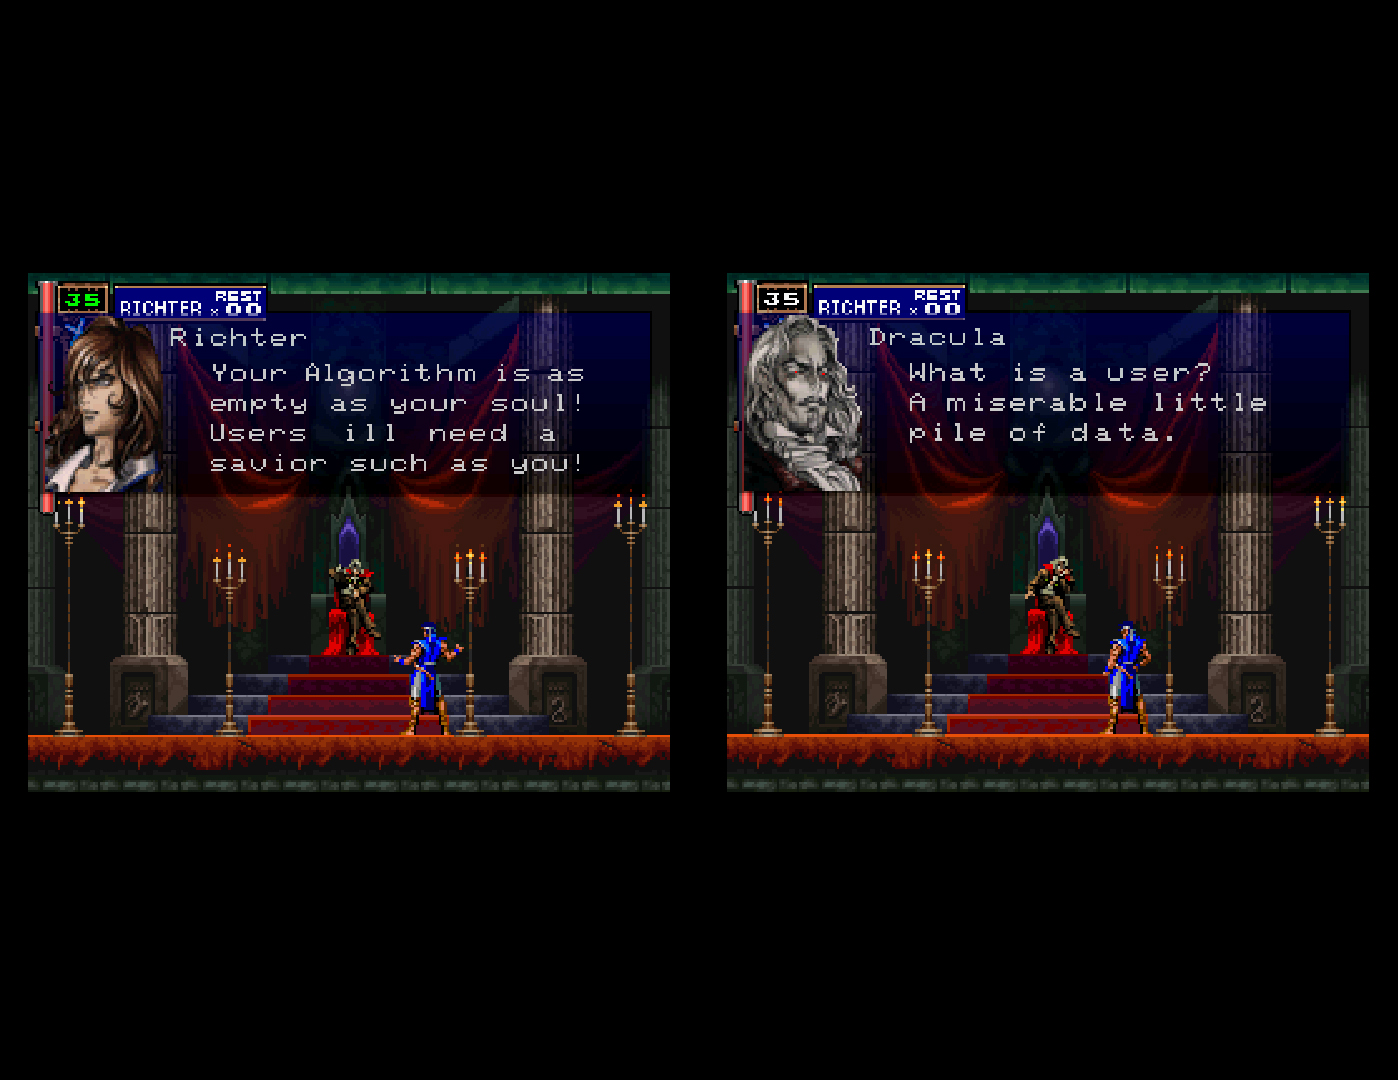 35
REST
RICHTER x 00
Richter
Your Algorithm is as
empty as your soul!
Users ill need a
savior such as you!
35
REST
RICHTER x 00
Dracula
What is a user?
A miserable little
pile of data.